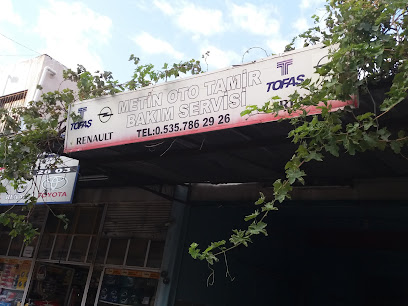 METİN OTO TAMİR
BAKIM SERVİSİ
TEL:0.535.786 29 26
TOFAŞ
RENAULT
TOFAŞ
TOYOTA